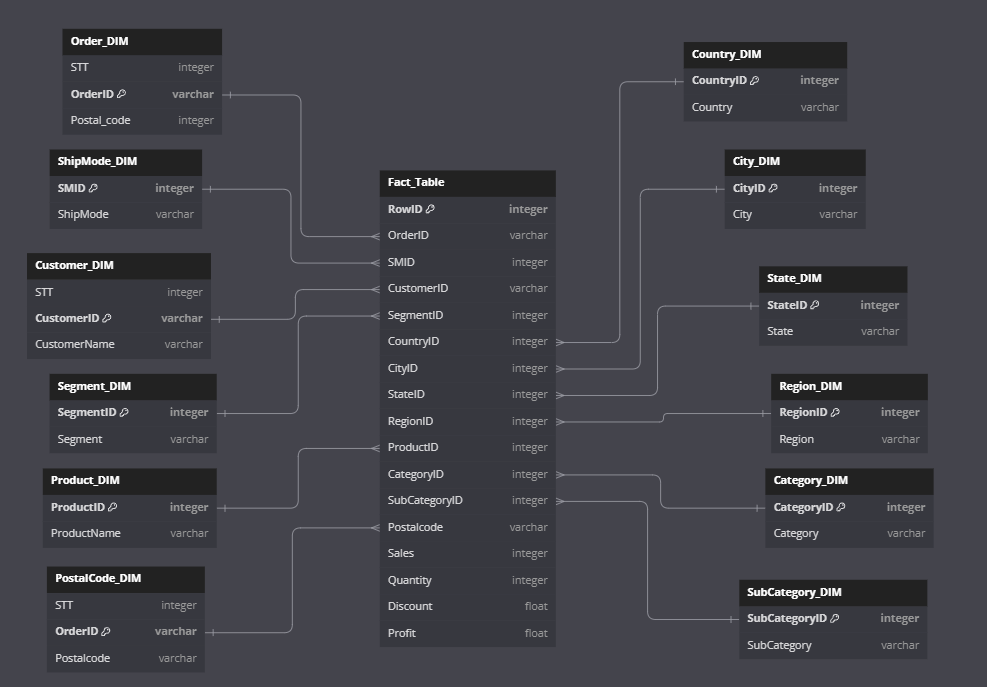 Order_DIM
STT integer
OrderID varchar
Postal_code integer
ShipMode_DIM
SMID integer
ShipMode varchar
Customer_DIM
STT integer
CustomerID varchar
CustomerName varchar
Segment_DIM
SegmentID integer
Segment varchar
Product_DIM
ProductID integer
ProductName varchar
PostalCode_DIM
STT integer
OrderID varchar
Postalcode varchar
Fact_Table
RowID integer
OrderID varchar
SMID integer
CustomerID varchar
SegmentID integer
CountryID integer
CityID integer
StateID integer
RegionID integer
ProductID integer
CategoryID integer
SubCategoryID integer
Postalcode varchar
Sales integer
Quantity integer
Discount float
Profit float
Country_DIM
CountryID integer
Country varchar
City_DIM
CityID integer
City varchar
State_DIM
StateID integer
State varchar
Region_DIM
RegionID integer
Region varchar
Category_DIM
CategoryID integer
Category varchar
SubCategory_DIM
SubCategoryID integer
SubCategory varchar